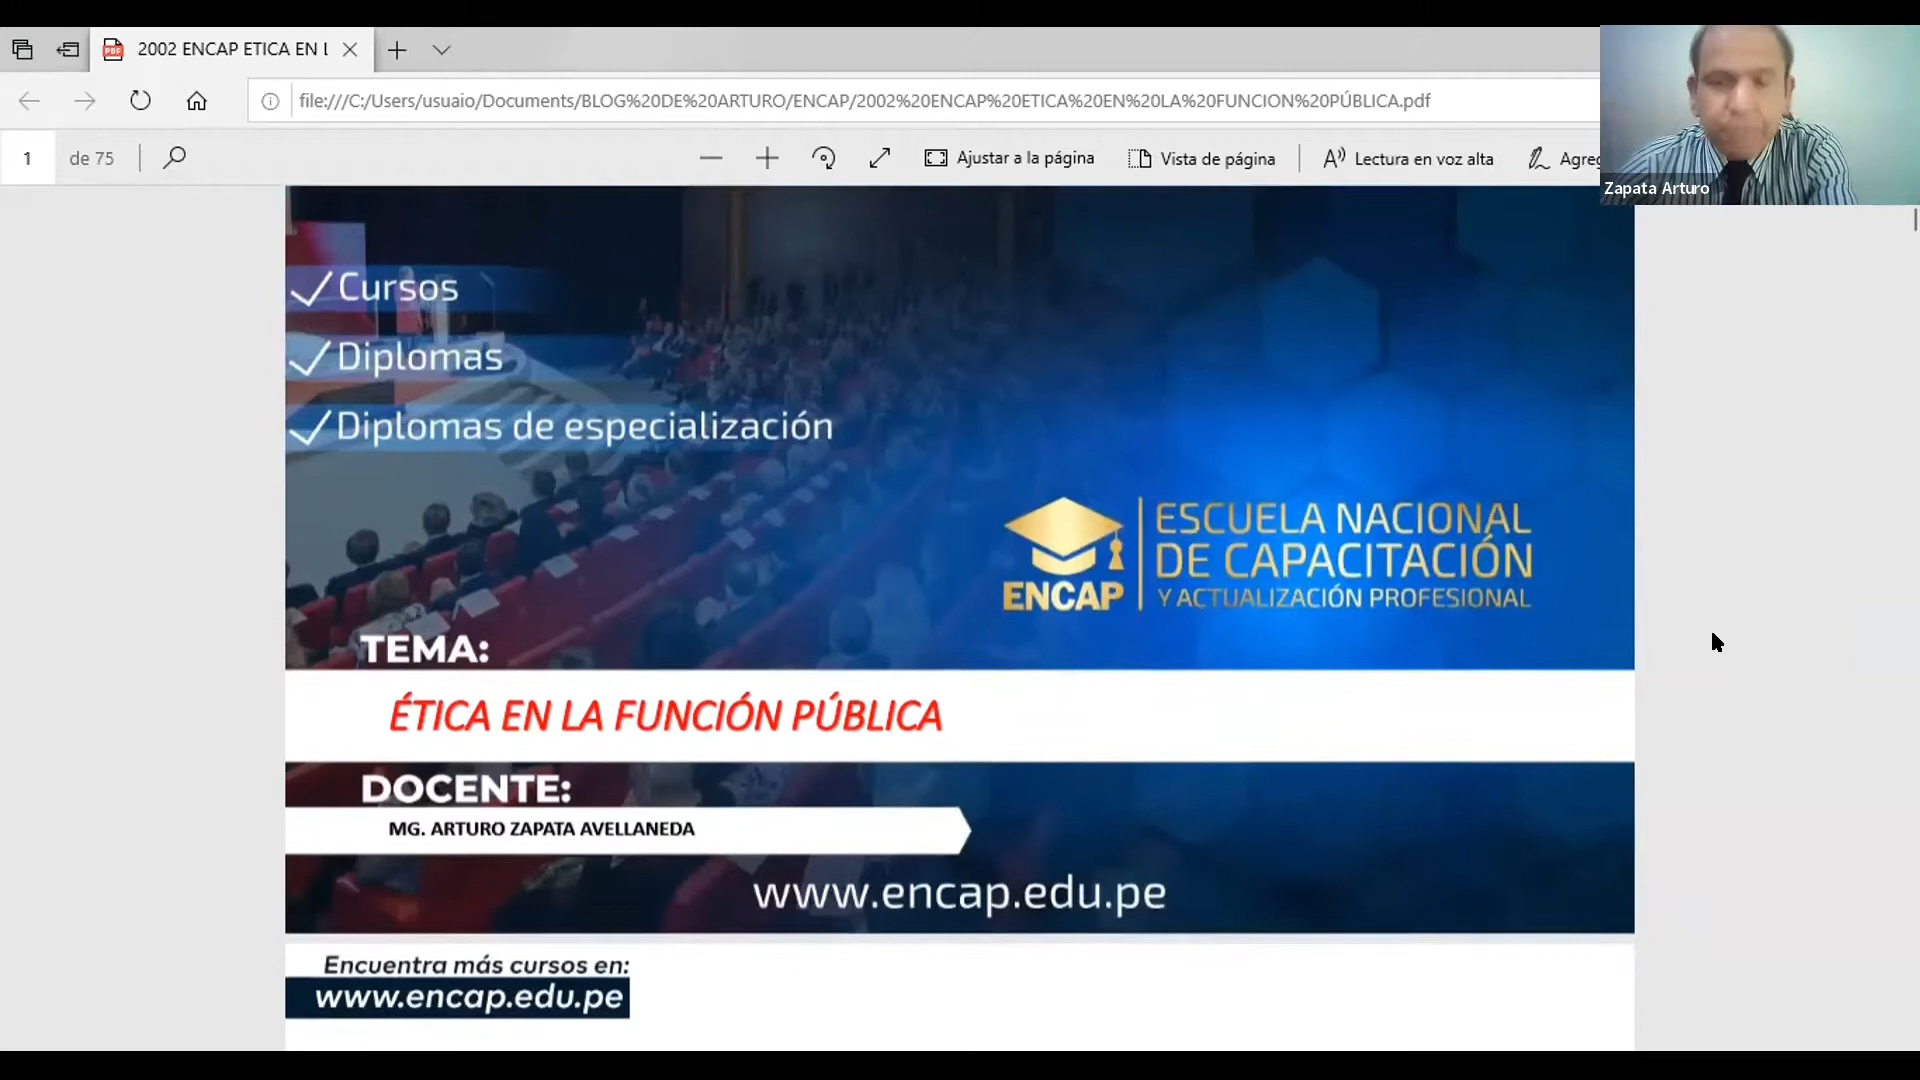 2002 ENCAP ETICA EN L
file:///C:/Users/usuaio/Documents/BLOG%20DE%20ARTURO/ENCAP/2002%20ENCAP%20ETICA%20EN%20LA%20FUNCION%20PÚBLICA.pdf
1 de 75 Ajustar a la página Vista de página Lectura en voz alta Agreg
Zapata Arturo
Cursos
Diplomas
Diplomas de especialización
ENCAP
ESCUELA NACIONAL
DE CAPACITACIÓN
Y ACTUALIZACIÓN PROFESIONAL
TEMA:
ÉTICA EN LA FUNCIÓN PÚBLICA
DOCENTE:
MG. ARTURO ZAPATA AVELLANEDA
www.encap.edu.pe
Encuentra más cursos en:
www.encap.edu.pe